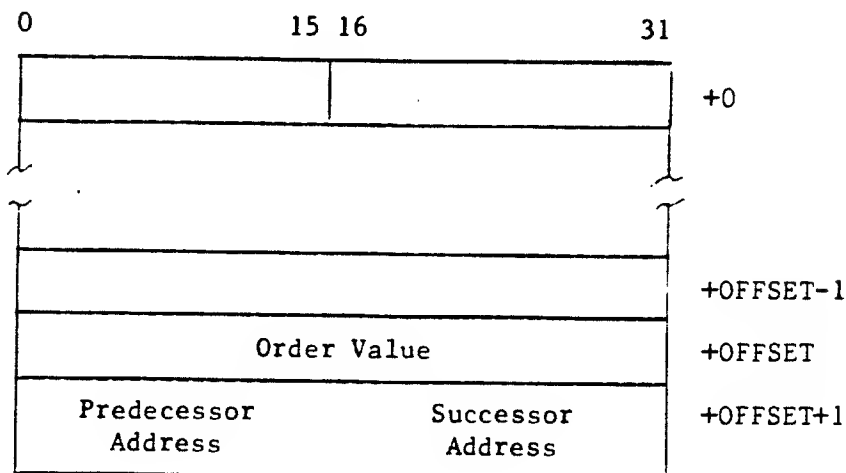 0 15 16 31
+0
+OFFSET-1
Order Value +OFFSET
Predecessor Successor +OFFSET+1
Address Address